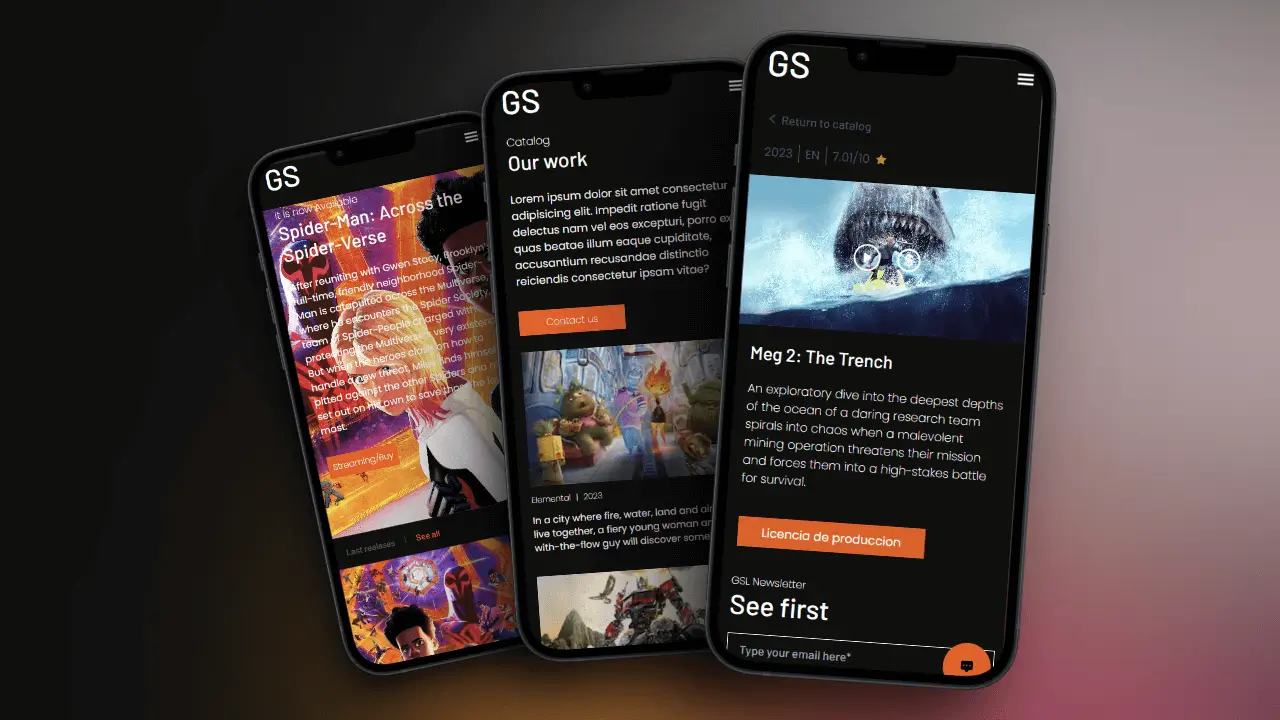 GS
It is now Available
Spider-Man: Across the
Spider-Verse
After reuniting with Gwen Stacy, Brooklyn's
full-time, friendly neighborhood Spider-
Man is catapulted across the Multiverse,
where he encounters the Spider Society,
team of Spider-People charged with
protecting the Multiverse's very existence
But when the heroes clash on how to
handle a new threat, Miles finds himself
pitted against the other Spiders and
set out on his own to save those he
most.
Streaming/Buy
Last reeleses | See all
GS
Catalog
Our work
Lorem ipsum dolor sit amet consectetur
adipisicing elit. Impedit ratione fugit
delectus nam vel eos excepturi, porro ex
quas beatae illum eaque cupiditate,
accusantium recusandae distinctio
reiciendis consectetur ipsam vitae?
Contact us
Elemental | 2023
In a city where fire, water, land and air
live together, a fiery young woman an
with-the-flow guy will discover some
GS
Return to catalog
2023 | EN | 7.01/10
Meg 2: The Trench
An exploratory dive into the deepest depths
of the ocean of a daring research team
spirals into chaos when a malevolent
mining operation threatens their mission
and forces them into a high-stakes battle
for survival.
Licencia de produccion
GSL Newsletter
See first
Type your email here*